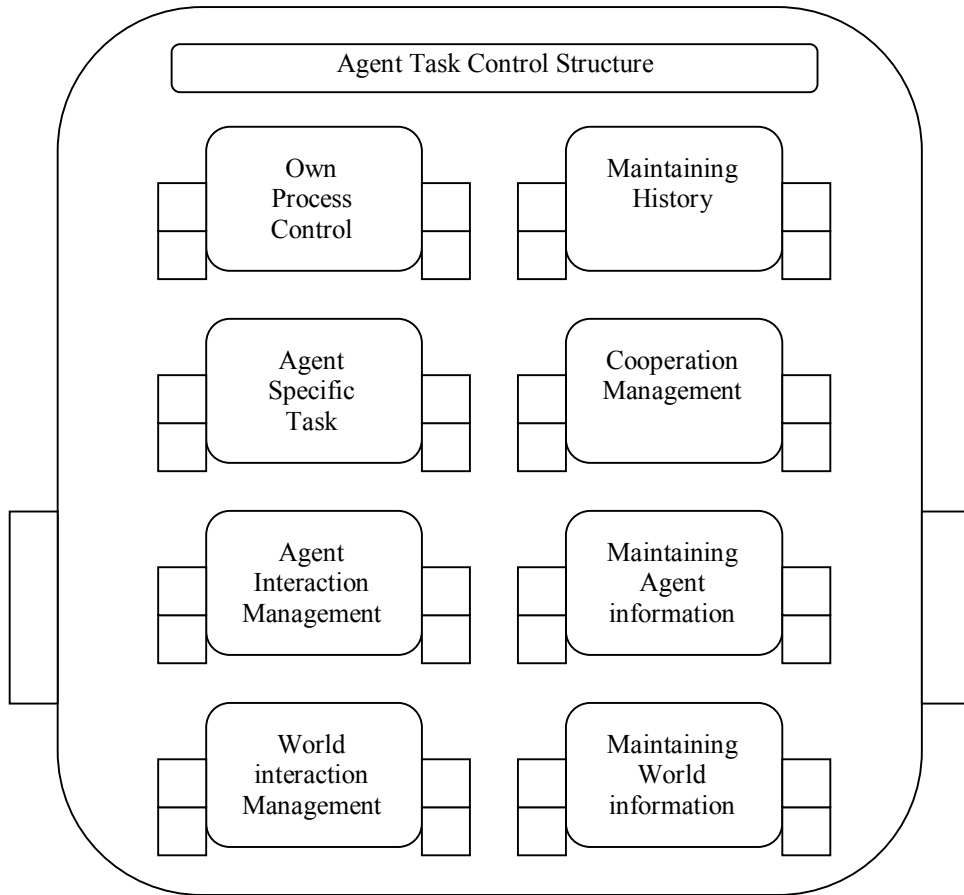 Agent Task Control Structure
Own
Process
Control
Maintaining
History
Agent
Specific
Task
Cooperation
Management
Agent
Interaction
Management
Maintaining
Agent
information
World
interaction
Management
Maintaining
World
information